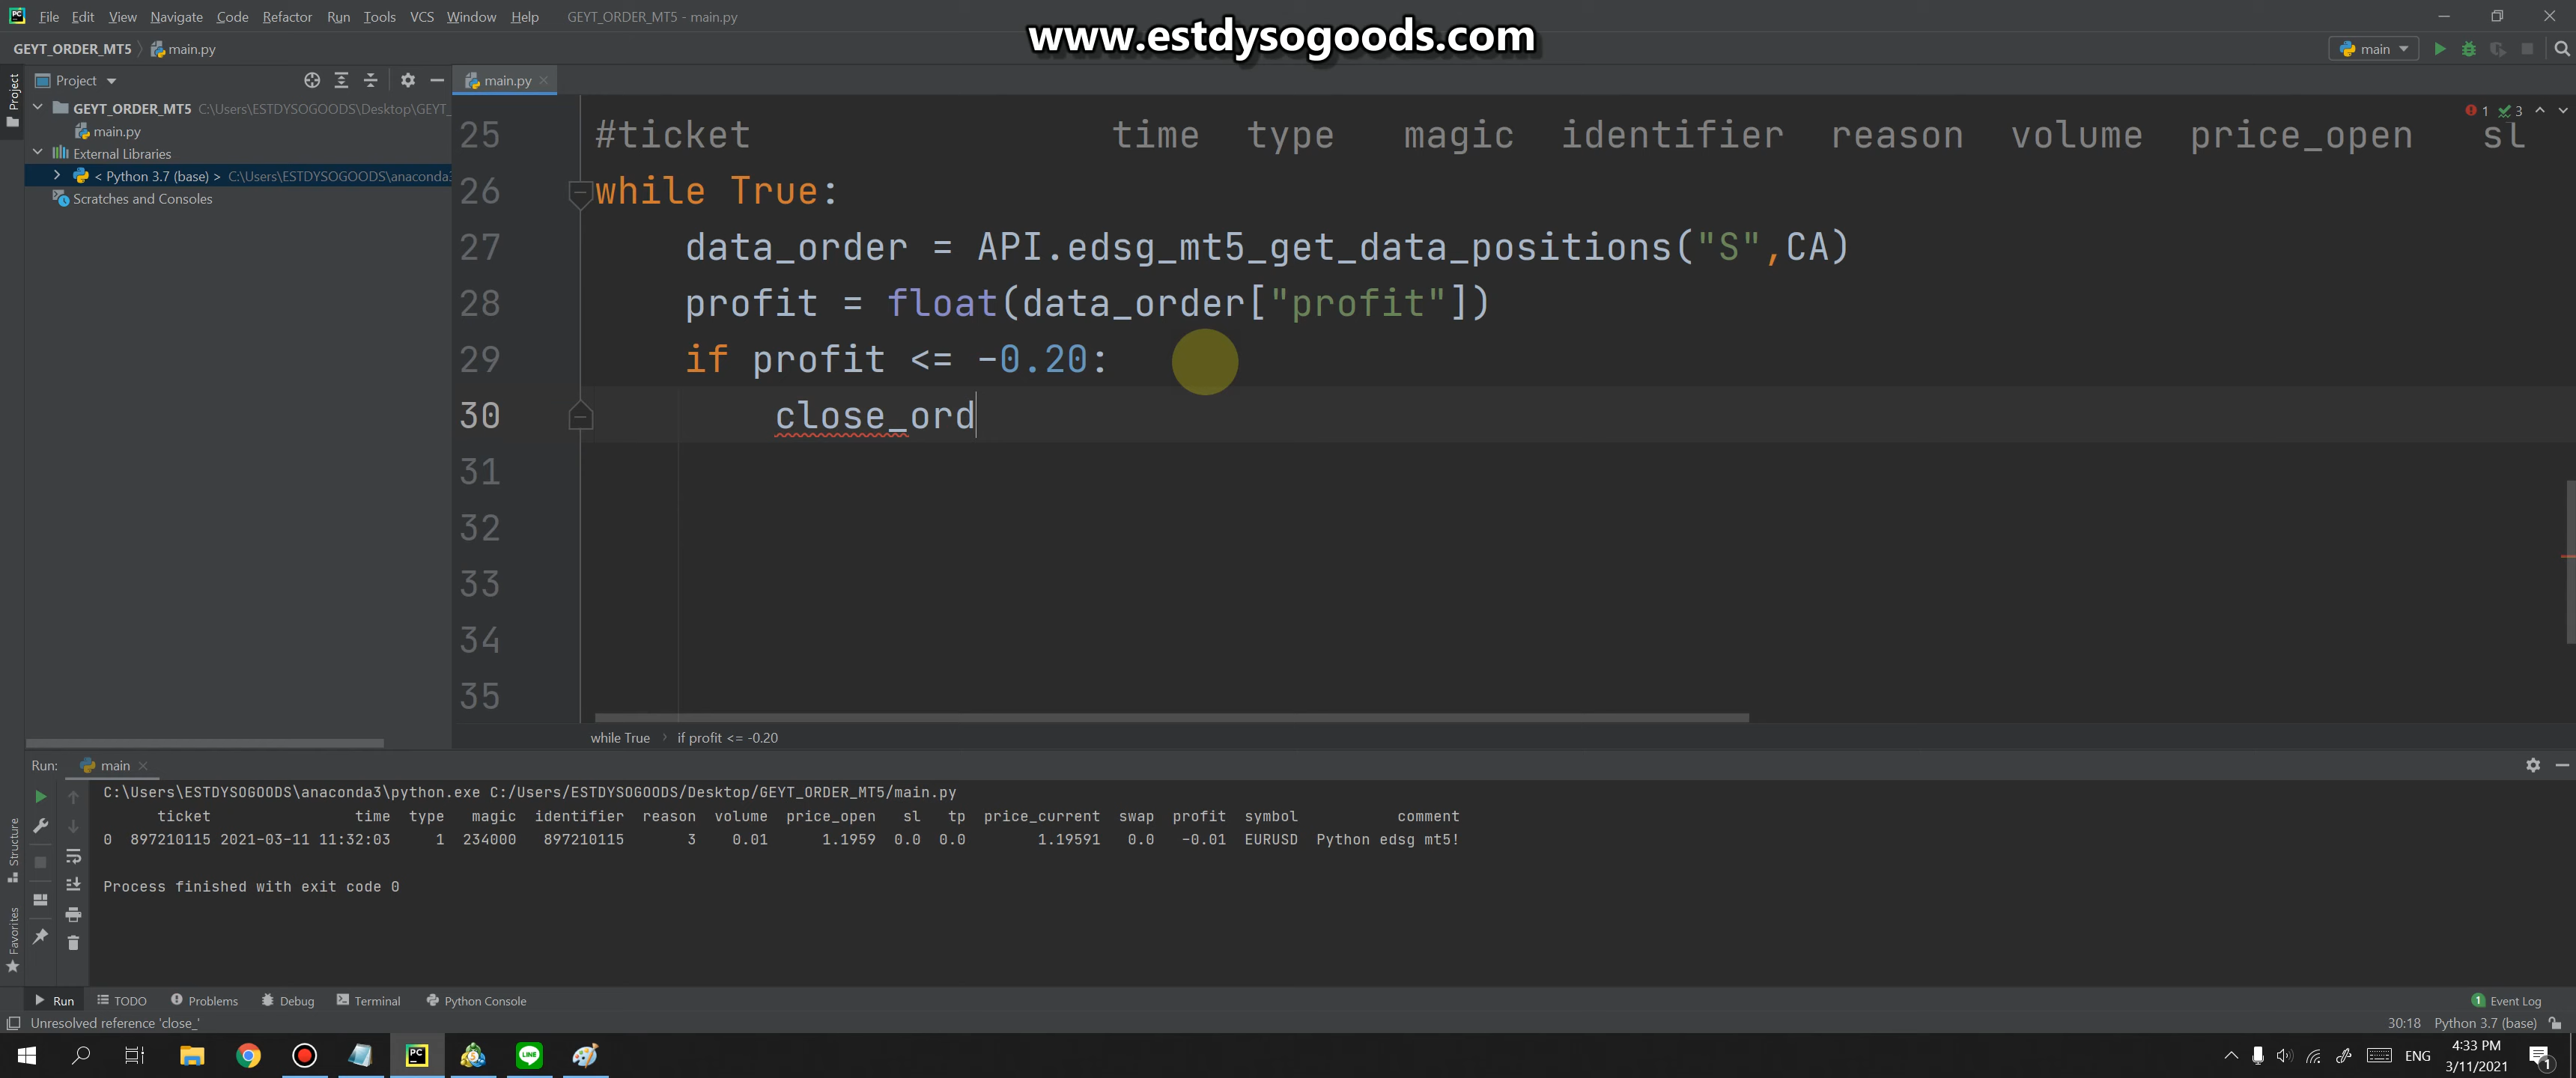 File Edit View Navigate Code Refactor Run Tools VCS Window Help GEYT_ORDER_MT5 - main.py
www.estdysogoods.com
GEYT_ORDER_MT5 main.py
main
Project
Project
main.py
GEYT_ORDER_MT5 C:\Users\ESTDYSOGOODS\Desktop\GEYT_
main.py
External Libraries
< Python 3.7 (base) > C:\Users\ESTDYSOGOODS\anaconda3
Scratches and Consoles
1 3
25 #ticket time type magic identifier reason volume price_open sl
26 while True:
27 data_order = API.edsg_mt5_get_data_positions("S",CA)
28 profit = float(data_order["profit"])
29 if profit <= -0.20:
30 close_ord
31
32
33
34
35
while True if profit <= -0.20
Run: main
C:\Users\ESTDYSOGOODS\anaconda3\python.exe C:/Users/ESTDYSOGOODS/Desktop/GEYT_ORDER_MT5/main.py
ticket time type magic identifier reason volume price_open sl tp price_current swap profit symbol comment
0 897210115 2021-03-11 11:32:03 1 234000 897210115 3 0.01 1.1959 0.0 0.0 1.19591 0.0 -0.01 EURUSD Python edsg mt5!
Process finished with exit code 0
Structure
Favorites
Run TODO Problems Debug Terminal Python Console
1 Event Log
Unresolved reference 'close_'
30:18 Python 3.7 (base)
PC
LINE
ENG
4:33 PM
3/11/2021
1